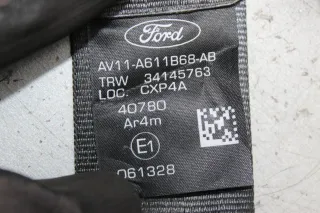 Ford
AV11-A611B68-AB
TRW 34145763
LOC. CXP4A
40780
Ar4m
E1
061328